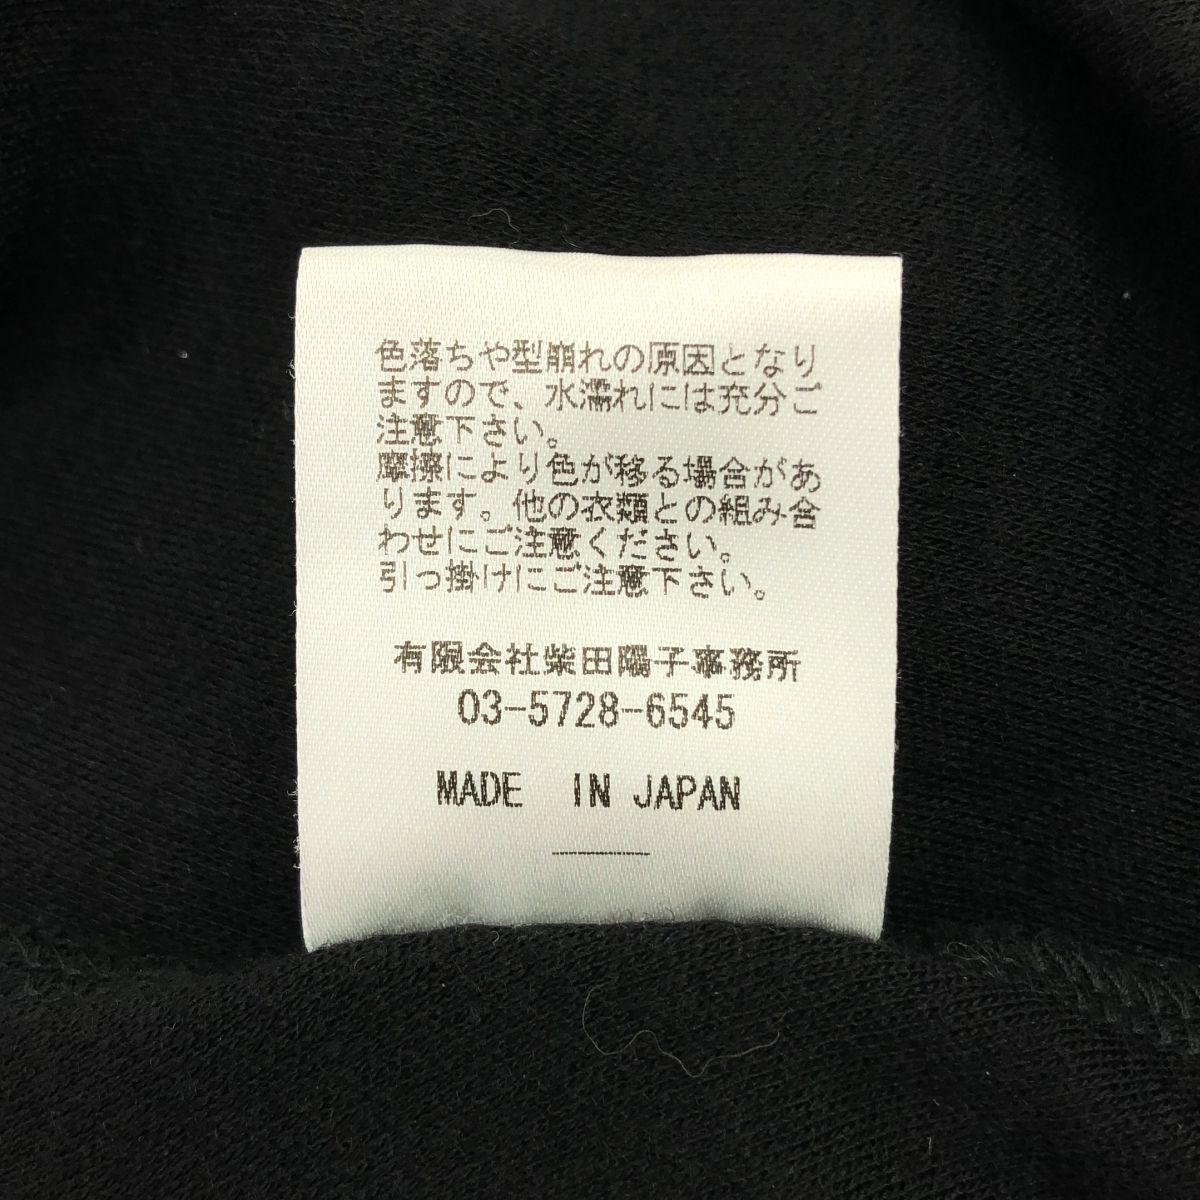 色落ちや型崩れの原因となり
ますので、水濡れには充分ご
注意下さい。
摩擦により色が移る場合があ
ります。他の衣類との組み合
わせにご注意ください。
引っ掛けにご注意下さい。
有限会社柴田陽子事務所
03-5728-6545
MADE IN JAPAN